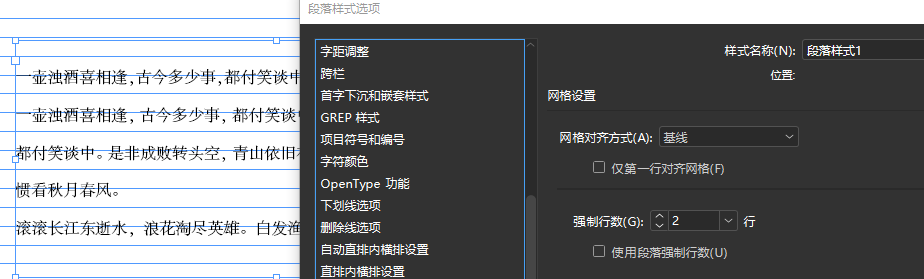 段落样式选项
一壶浊酒喜相逢,古今多少事,都付笑谈中
一壶浊酒喜相逢，古今多少事，都付笑谈
都付笑谈中。是非成败转头空，青山依旧
惯看秋月春风。
滚滚长江东逝水，浪花淘尽英雄。白发渔
字距调整
跨栏
首字下沉和嵌套样式
GREP 样式
项目符号和编号
字符颜色
OpenType 功能
下划线选项
删除线选项
自动直排内横排设置
直排内横排设置
样式名称(N): 段落样式1
位置:
网格设置
网格对齐方式(A): 基线
仅第一行对齐网格(F)
强制行数(G): 2 行
使用段落强制行数(U)